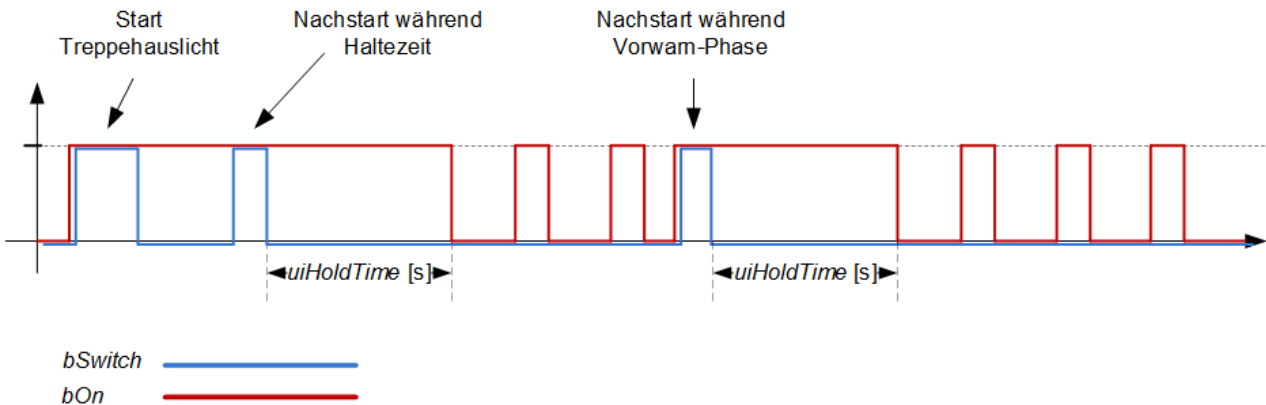 Start
Treppehauslicht
Nachstart während
Haltezeit
Nachstart während
Vorwarn-Phase
uiHoldTime [s]
uiHoldTime [s]
bSwitch
bOn